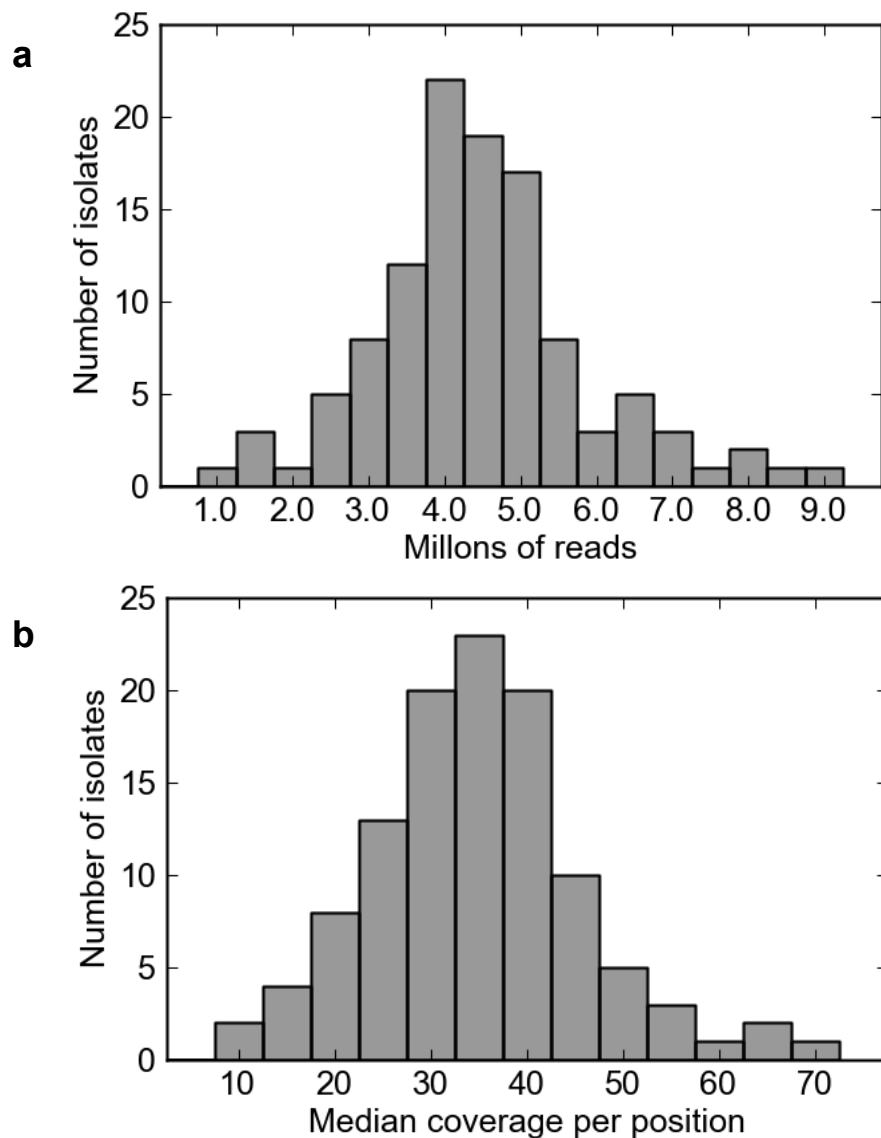 a
25
20
15
10
5
0
Number of isolates
1.0 2.0 3.0 4.0 5.0 6.0 7.0 8.0 9.0
Millons of reads
b
25
20
15
10
5
0
Number of isolates
10 20 30 40 50 60 70
Median coverage per position